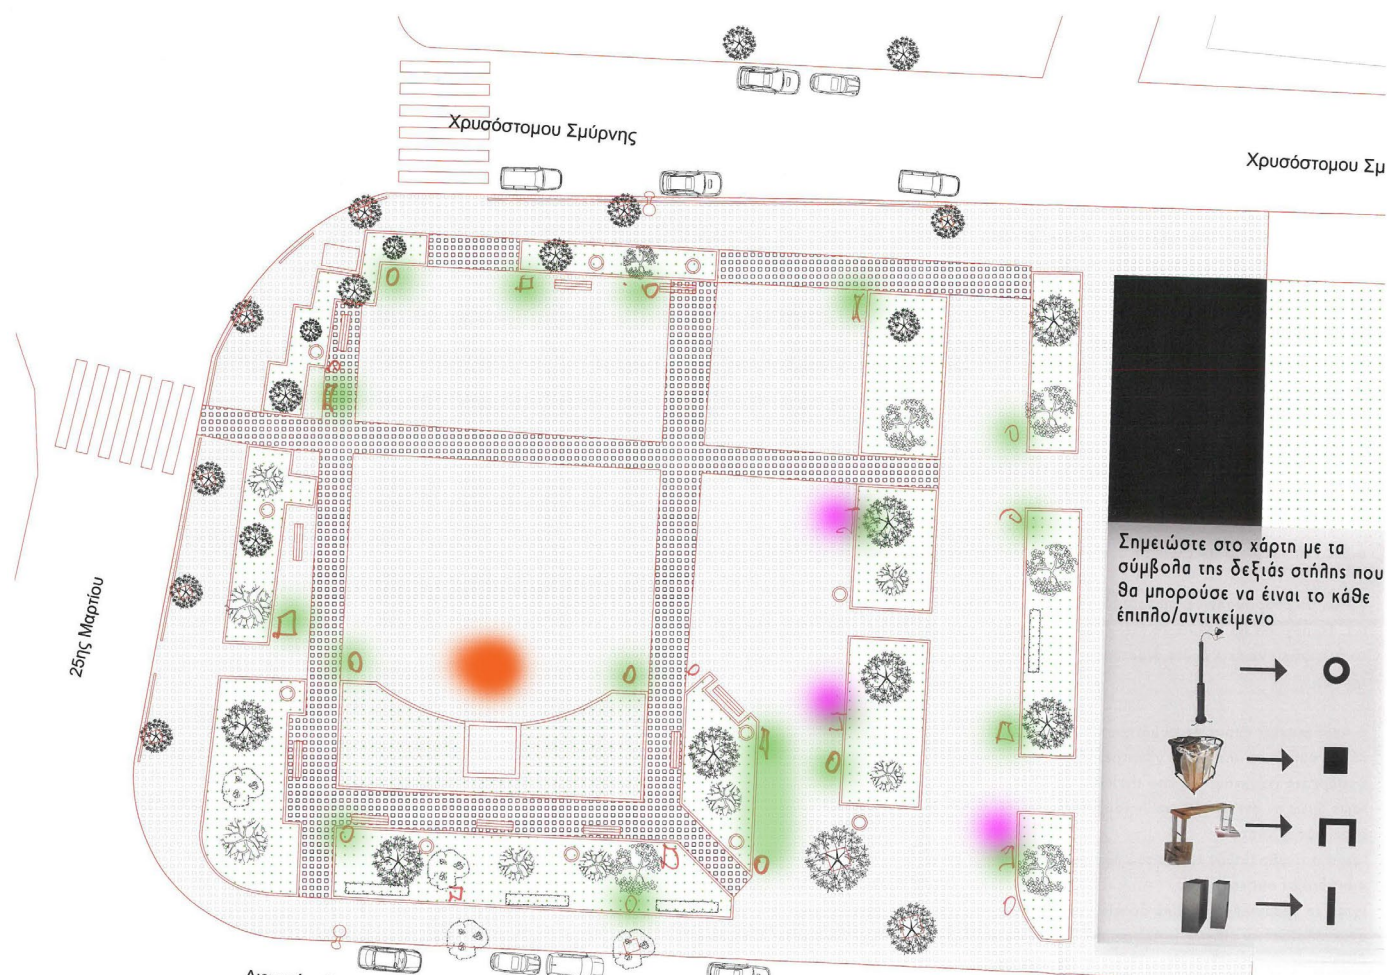 Χρυσόστομου Σμύρνης
Χρυσόστομου Σμ
25ης Μαρτίου
Σημειώστε στο χάρτη με τα
σύμβολα της δεξιάς στήλης που
θα μπορούσε να έιναι το κάθε
έπιπλο/αντικείμενο